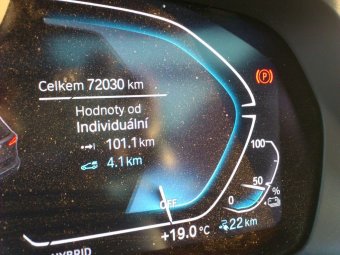 Celkem 72030 km
(P)
Hodnoty od
Individuální
101.1 km
4.1 km
100
50
0
%
OFF
+19.0 °C
22 km
HYBRID